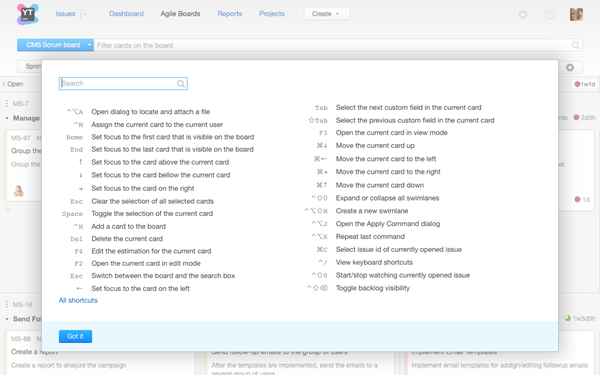 YT
Issues
Dashboard
Agile Boards
Reports
Projects
Create
CMS Scrum board
Filter cards on the board
Sprin
Open
1w1d
MS-7
Manage
2d3h
MS-97
Group the
Group the
1d
Search
⌃⌥A Open dialog to locate and attach a file
⌃M Assign the current card to the current user
Home Set focus to the first card that is visible on the board
End Set focus to the last card that is visible on the board
↑ Set focus to the card above the current card
↓ Set focus to the card bellow the current card
→ Set focus to the card on the right
Esc Clear the selection of all selected cards
Space Toggle the selection of the current card
⌃N Add a card to the board
Del Delete the current card
F4 Edit the estimation for the current card
F2 Open the current card in edit mode
Esc Switch between the board and the search box
← Set focus to the card on the left
All shortcuts
Tab Select the next custom field in the current card
⇧Tab Select the previous custom field in the current card
F3 Open the current card in view mode
⌘↓ Move the current card up
⌘← Move the current card to the left
⌘→ Move the current card to the right
⌘↑ Move the current card down
⌃⇧0 Expand or collapse all swimlanes
⌃⌥⇧N Create a new swimlane
⌃⌥J Open the Apply Command dialog
⌃⌥K Repeat last command
⌘C Select issue id of currently opened issue
⌃/ View keyboard shortcuts
Start/stop watching currently opened issue
⌃⇧⌫ Toggle backlog visibility
Got it
MS-16
Send Fol
1w3d3h
MS-88
Create a report
Create a report to analyze the campaign
Send follow-up emails to the group of users
After the templates are implemented, send the emails to a
several group of users
Implement Email Templates
Implement email templates for addign/editing followup emails